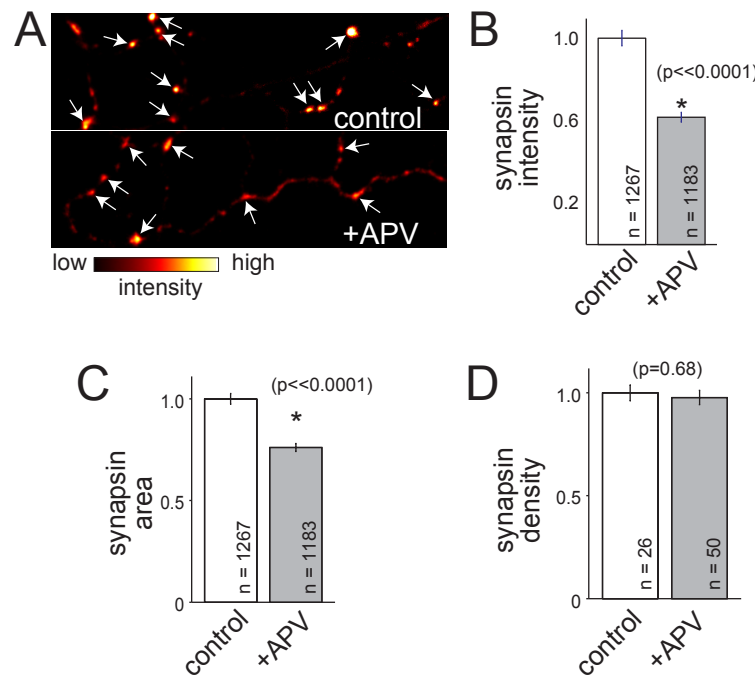 A
control
+APV
low
high
intensity
B
synapsin
intensity
1.0
0.6
0.2
(p<<0.0001)
*
n = 1267
n = 1183
control
+APV
C
synapsin
area
1.0
0.5
0
(p<<0.0001)
*
n = 1267
n = 1183
control
+APV
D
synapsin
density
1.0
0.5
0
(p=0.68)
n = 26
n = 50
control
+APV